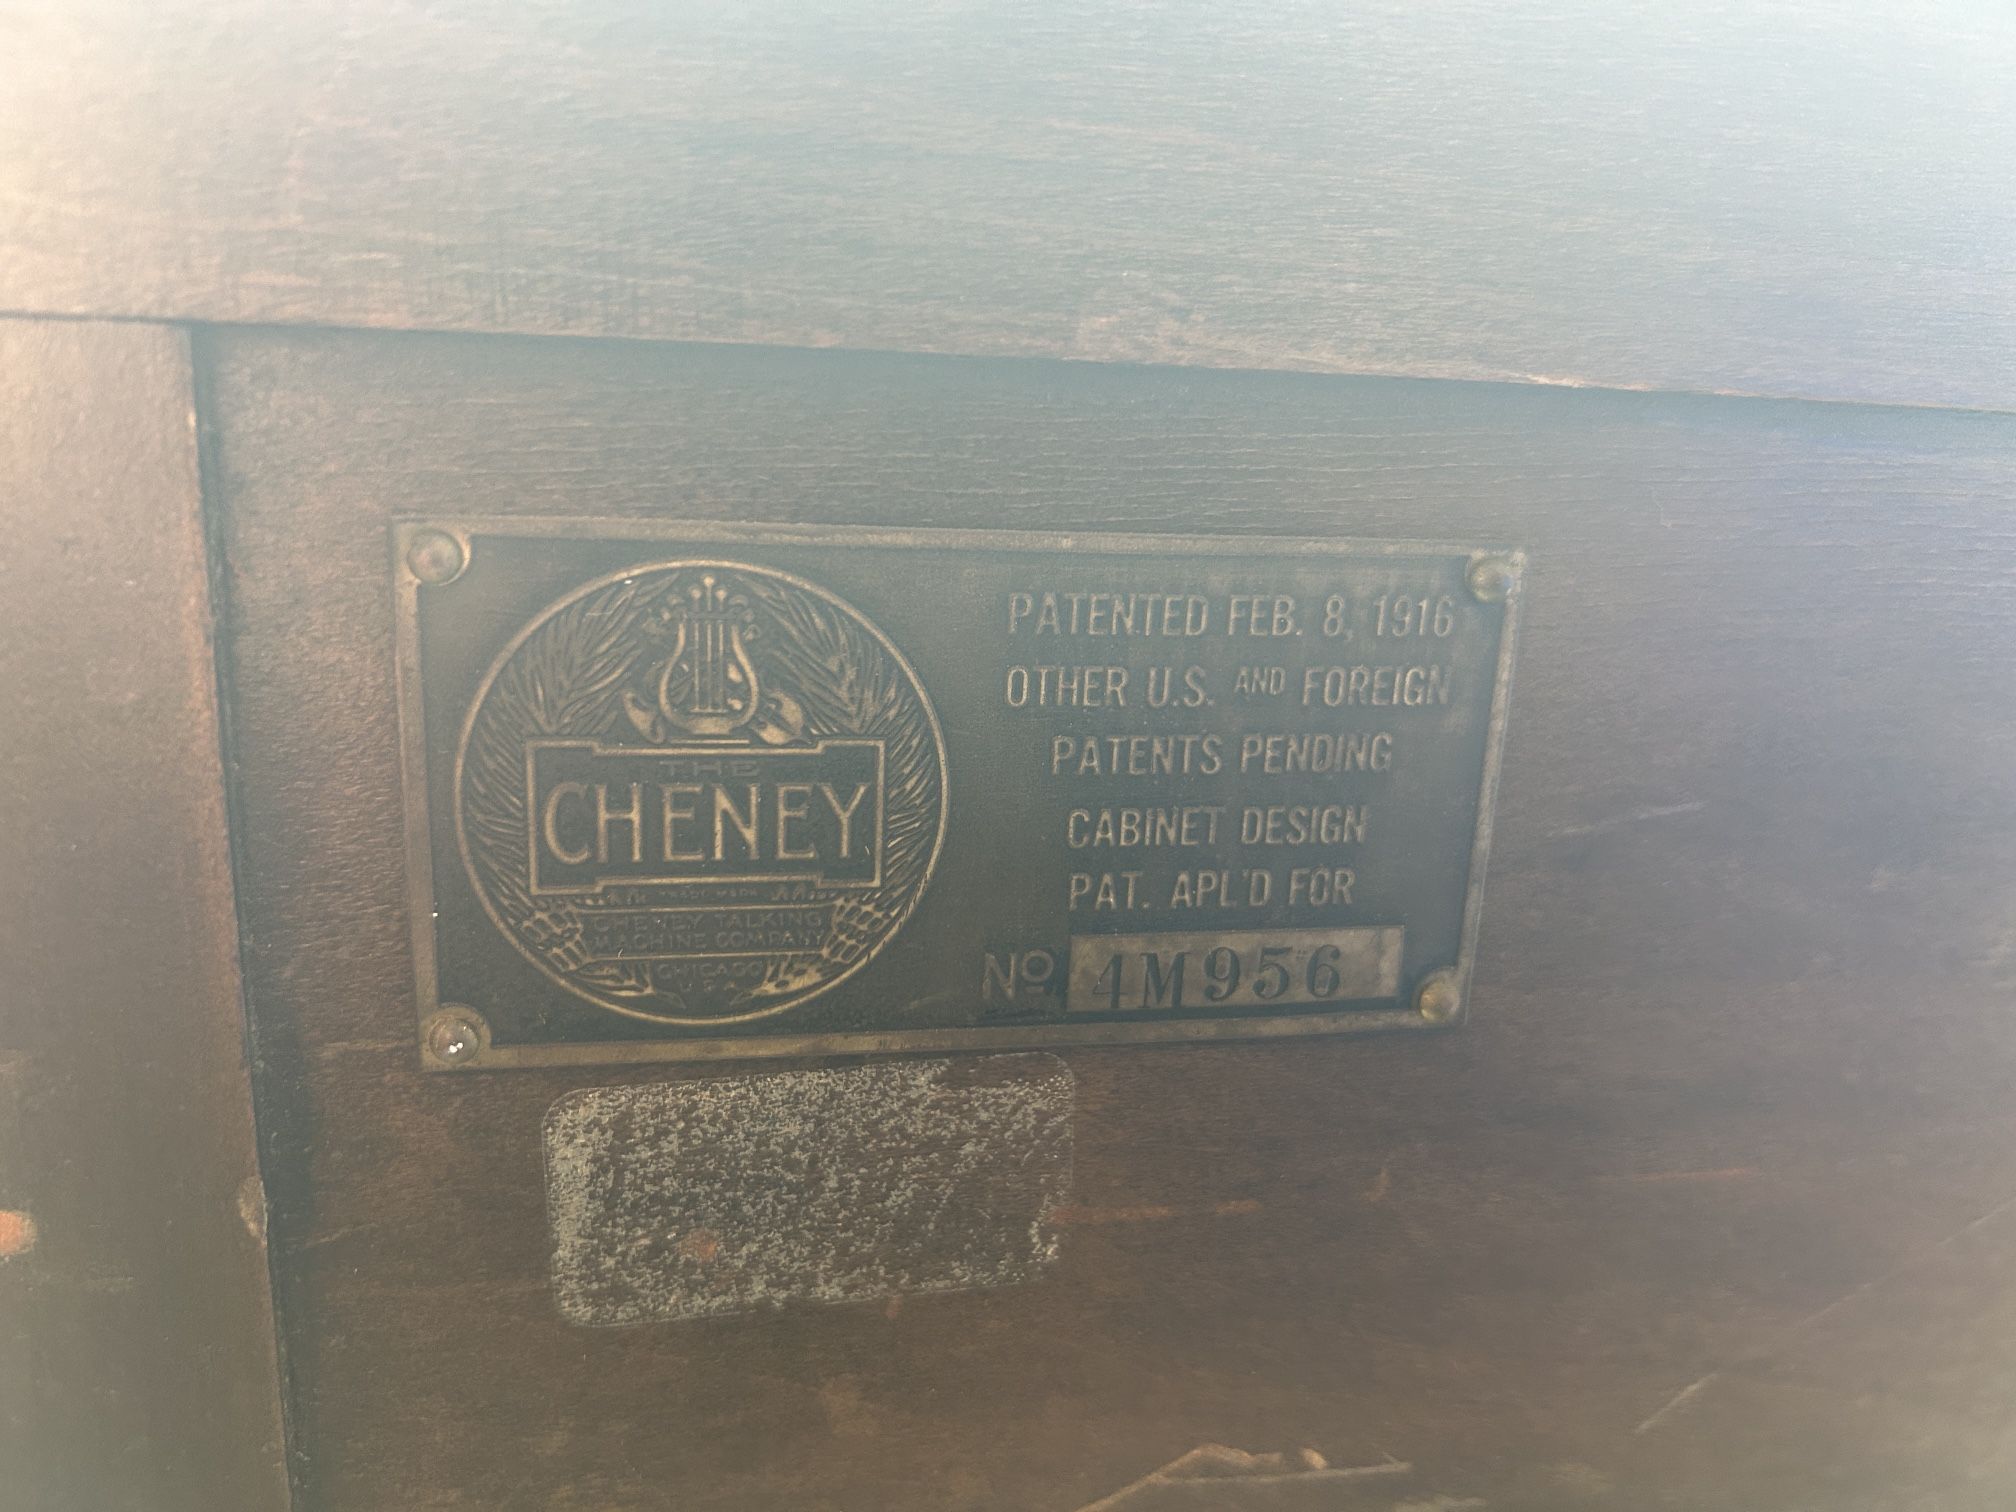 THE
CHENEY
TRADE MARK
CHENEY TALKING
MACHINE COMPANY
CHICAGO
U.S.A.
PATENTED FEB. 8, 1916
OTHER U.S. AND FOREIGN
PATENTS PENDING
CABINET DESIGN
PAT. APL'D FOR
No 4M956